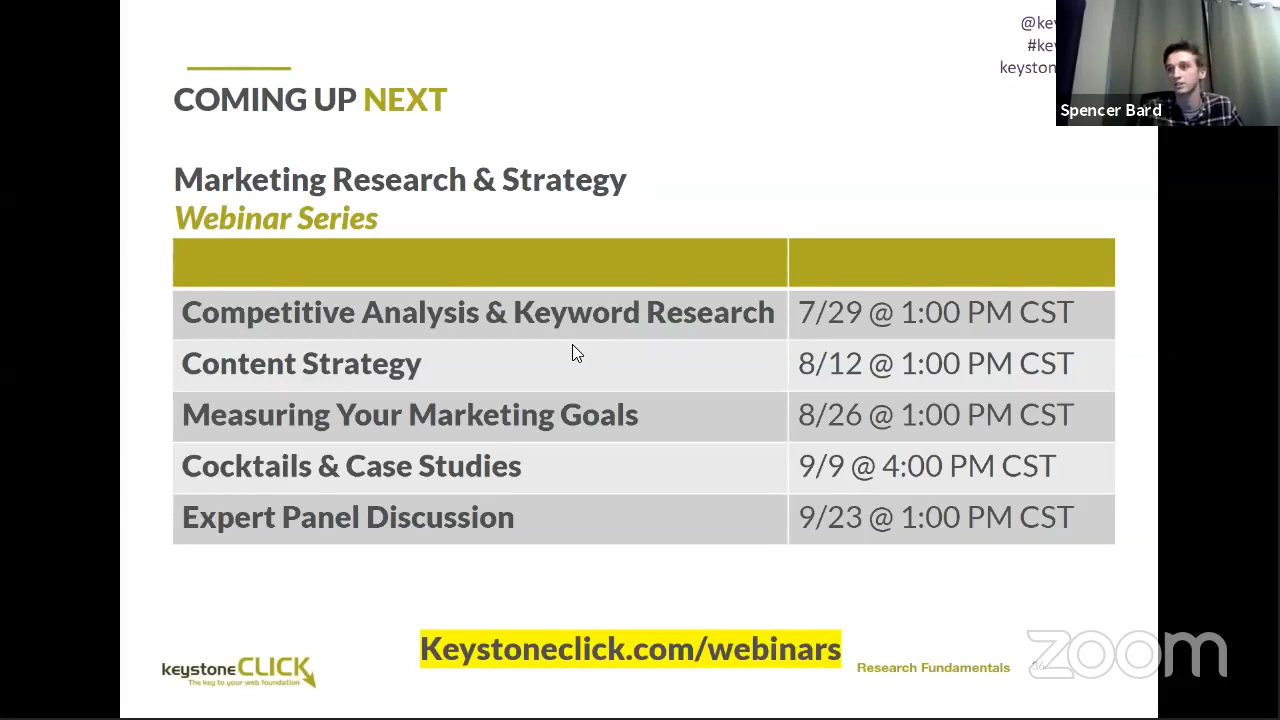 @key
#key
keyston
Spencer Bard
COMING UP NEXT
Marketing Research & Strategy
Webinar Series
Competitive Analysis & Keyword Research 7/29 @ 1:00 PM CST
Content Strategy 8/12 @ 1:00 PM CST
Measuring Your Marketing Goals 8/26 @ 1:00 PM CST
Cocktails & Case Studies 9/9 @ 4:00 PM CST
Expert Panel Discussion 9/23 @ 1:00 PM CST
Keystoneclick.com/webinars
keystoneCLICK
The key to your web foundation
Research Fundamentals
zoom